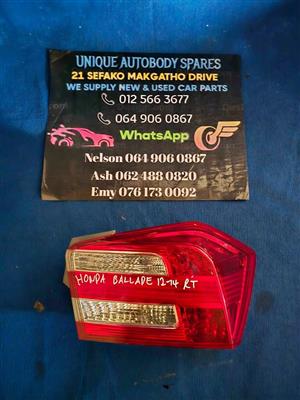 UNIQUE AUTOBODY SPARES
21 SEFAKO MAKGATHO DRIVE
WE SUPPLY NEW & USED CAR PARTS
012 566 3677
064 906 0867
WhatsApp
Nelson 064 906 0867
Ash 062 488 0820
Emy 076 173 0092
HONDA BALLADE 12-14 RT